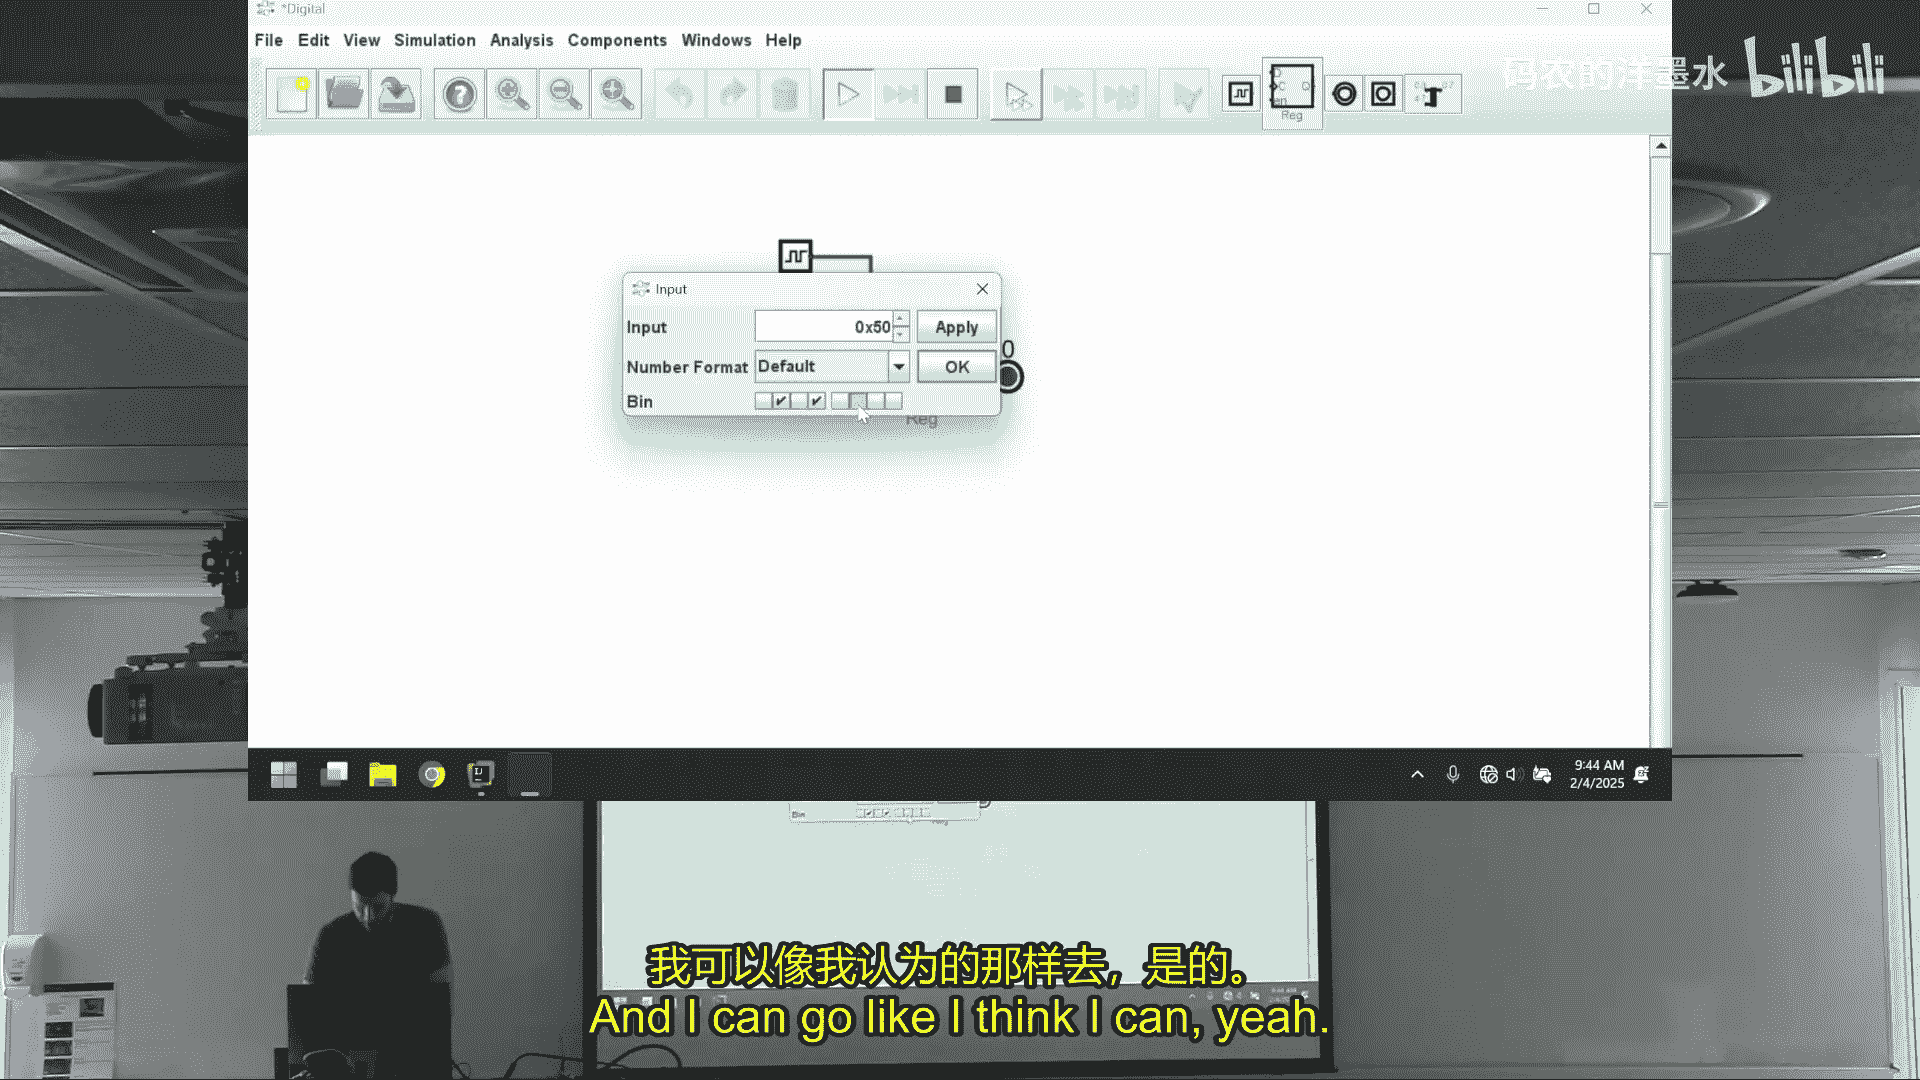 *Digital
File Edit View Simulation Analysis Components Windows Help
D
C Q
en
Reg
码农的洋墨水 bilibili
Input
Input 0x50 Apply
Number Format Default OK
Bin
0
Reg
9:44 AM
2/4/2025
Bin
我可以像我认为的那样去，是的。
And I can go like I think I can, yeah.